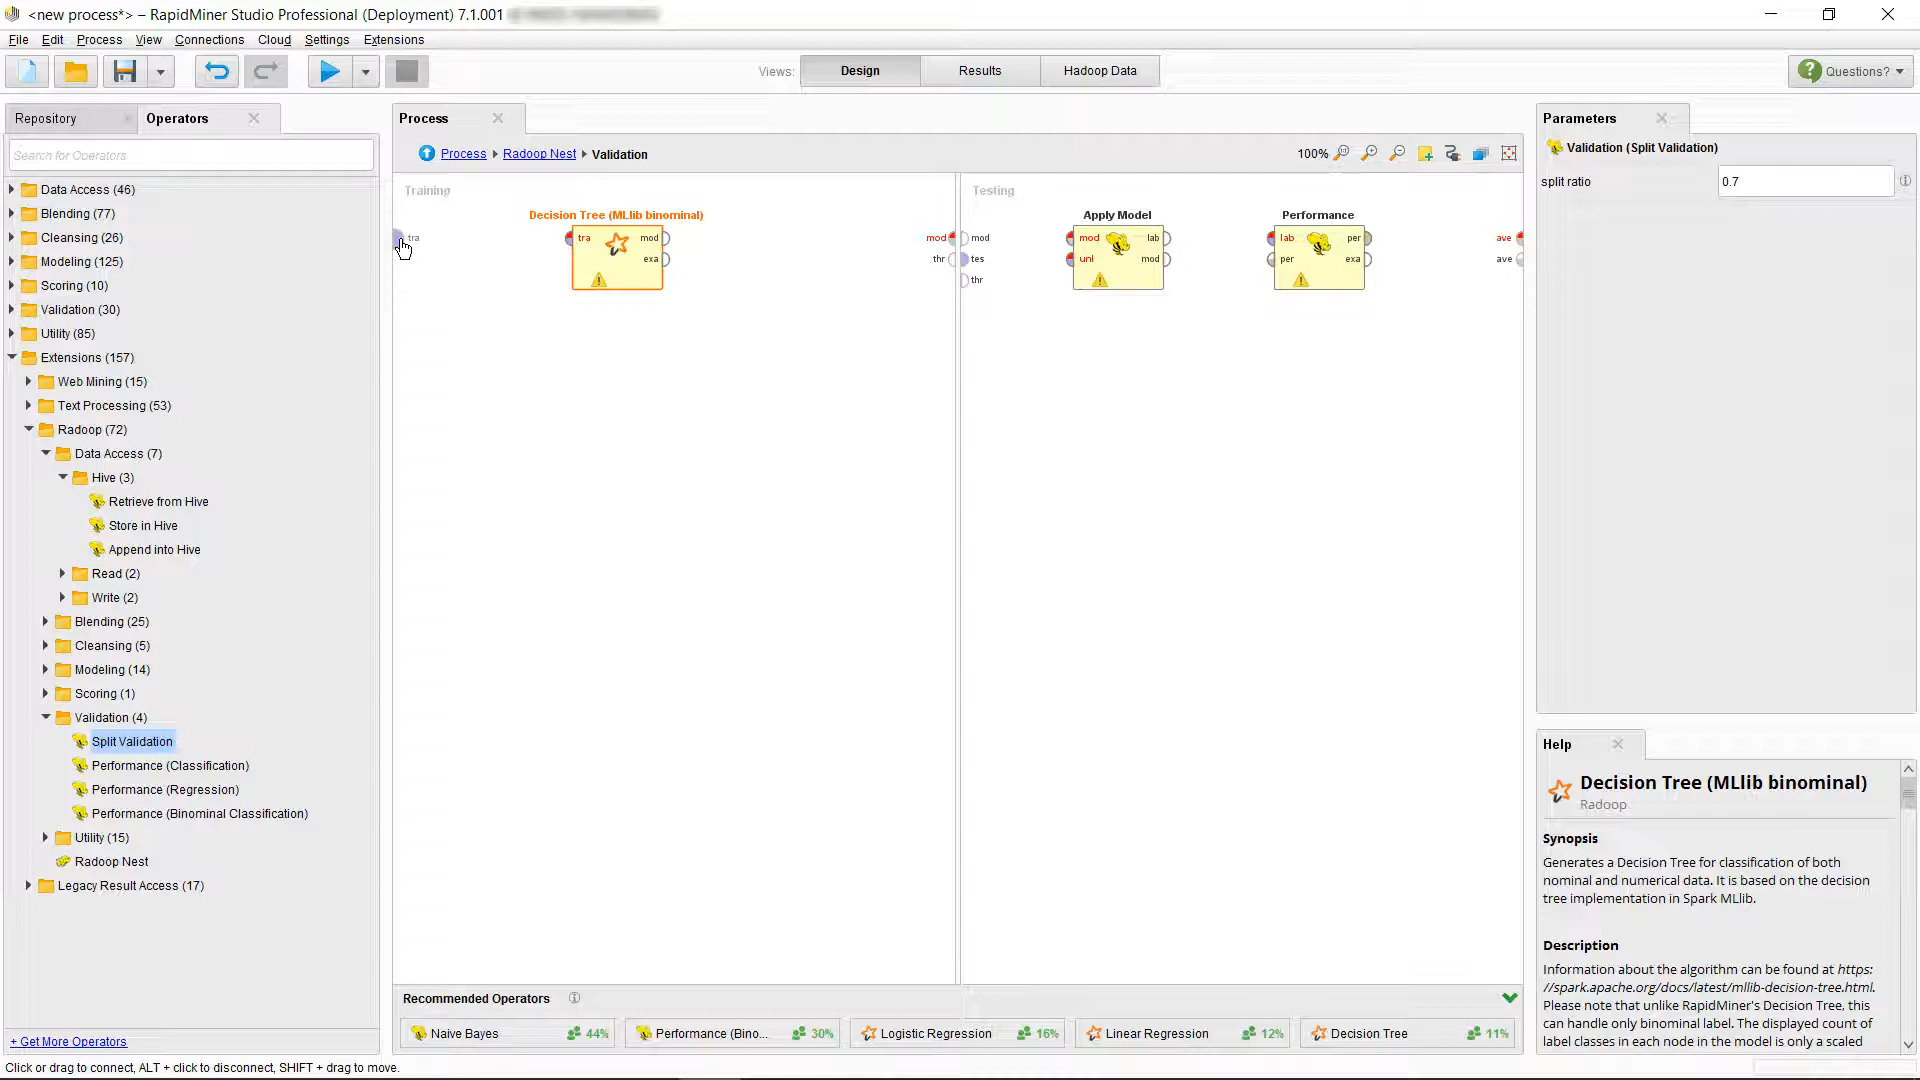 <new process*> – RapidMiner Studio Professional (Deployment) 7.1.001
File Edit Process View Connections Cloud Settings Extensions
Views: Design Results Hadoop Data
Questions?
Repository Operators
Search for Operators
Data Access (46)
Blending (77)
Cleansing (26)
Modeling (125)
Scoring (10)
Validation (30)
Utility (85)
Extensions (157)
Web Mining (15)
Text Processing (53)
Radoop (72)
Data Access (7)
Hive (3)
Retrieve from Hive
Store in Hive
Append into Hive
Read (2)
Write (2)
Blending (25)
Cleansing (5)
Modeling (14)
Scoring (1)
Validation (4)
Split Validation
Performance (Classification)
Performance (Regression)
Performance (Binominal Classification)
Utility (15)
Radoop Nest
Legacy Result Access (17)
+ Get More Operators
Process
Process Radoop Nest Validation
100%
Training
Decision Tree (MLlib binominal)
tra
tra mod
exa
mod
thr
Testing
Apply Model Performance
mod
tes
thr
mod lab
unl mod
lab per
per exa
ave
ave
Recommended Operators
Naive Bayes 44%
Performance (Bino... 30%
Logistic Regression 16%
Linear Regression 12%
Decision Tree 11%
Parameters
Validation (Split Validation)
split ratio 0.7
Help
Decision Tree (MLlib binominal)
Radoop
Synopsis
Generates a Decision Tree for classification of both
nominal and numerical data. It is based on the decision
tree implementation in Spark MLlib.
Description
Information about the algorithm can be found at https:
//spark.apache.org/docs/latest/mllib-decision-tree.html.
Please note that unlike RapidMiner's Decision Tree, this
can handle only binominal label. The displayed count of
label classes in each node in the model is only a scaled
Click or drag to connect, ALT + click to disconnect, SHIFT + drag to move.